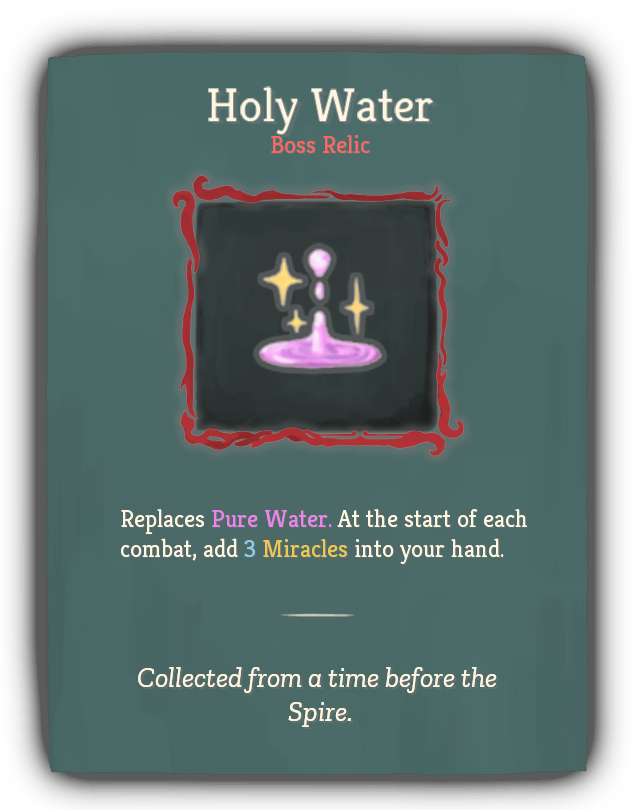 Holy Water
Boss Relic
Replaces Pure Water. At the start of each
combat, add 3 Miracles into your hand.
Collected from a time before the
Spire.